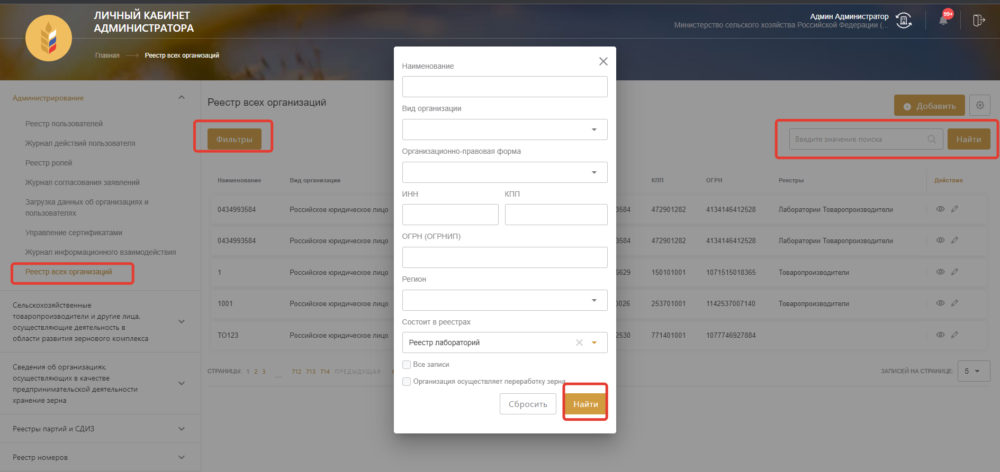 ЛИЧНЫЙ КАБИНЕТ
АДМИНИСТРАТОРА
Админ Администратор
Министерство сельского хозяйства Российской Федерации (...
99+
Главная
Реестр всех организаций
Администрирование
Реестр пользователей
Журнал действий пользователя
Реестр ролей
Журнал согласования заявлений
Загрузка данных об организациях и
пользователях
Управление сертификатами
Журнал информационного взаимодействия
Реестр всех организаций
Сельскохозяйственные
товаропроизводители и другие лица,
осуществляющие деятельность в
области развития зернового комплекса
Сведения об организациях,
осуществляющих в качестве
предпринимательской деятельности
хранение зерна
Реестры партий и СДИЗ
Реестр номеров
Реестр всех организаций
Добавить
Фильтры
Введите значение поиска
Найти
Наименование Вид организации КПП ОГРН Реестры Действия
0434993584 Российское юридическое лицо 3584 472901282 4134146412528 Лаборатории Товаропроизводители
0434993584 Российское юридическое лицо 3584 472901282 4134146412528 Лаборатории Товаропроизводители
1 Российское юридическое лицо 6629 150101001 1071515018365 Товаропроизводители
1001 Российское юридическое лицо 0026 253701001 1142537007140 Товаропроизводители
ТО123 Российское юридическое лицо 2530 771401001 1077746927884
СТРАНИЦЫ: 1 2 3 ... 712 713 714 ПРЕДЫДУЩАЯ
ЗАПИСЕЙ НА СТРАНИЦЕ: 5
Наименование
Вид организации
Организационно-правовая форма
ИНН КПП
ОГРН (ОГРНИП)
Регион
Состоит в реестрах
Реестр лабораторий
Все записи
Организация осуществляет переработку зерна
Сбросить Найти